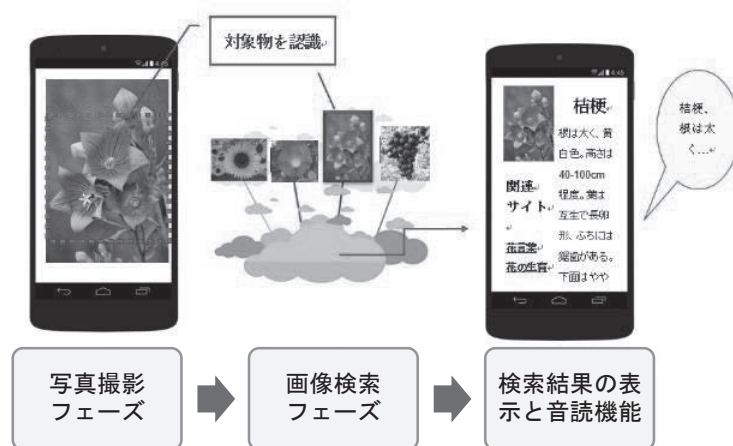 対象物を認識
4:45
4:45
桔梗
根は太く、黄
白色。高さは
40-100cm
程度。葉は
互生で長卵
形、ふちには
鋸歯がある。
下面はやや
関連
サイト
花言葉
花の生育
桔梗、
根は太
く…
写真撮影
フェーズ
画像検索
フェーズ
検索結果の表
示と音読機能